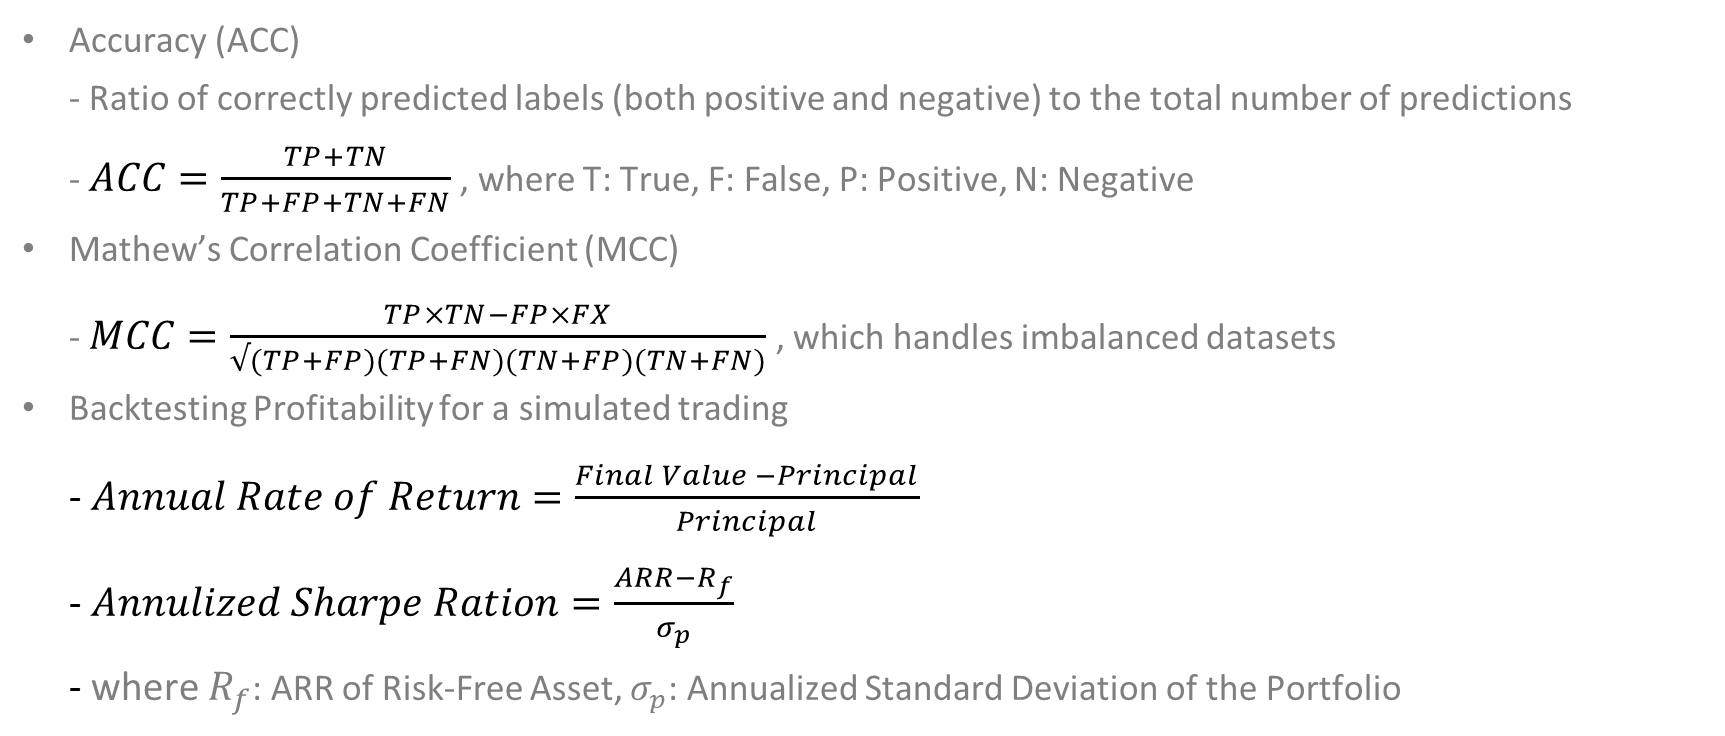 • Accuracy (ACC)
- Ratio of correctly predicted labels (both positive and negative) to the total number of predictions
- ACC = TP+TN / TP+FP+TN+FN , where T: True, F: False, P: Positive, N: Negative
• Mathew’s Correlation Coefficient (MCC)
- MCC = TP×TN−FP×FX / √(TP+FP)(TP+FN)(TN+FP)(TN+FN) , which handles imbalanced datasets
• Backtesting Profitability for a simulated trading
- Annual Rate of Return = Final Value −Principal / Principal
- Annulized Sharpe Ration = ARR−R_f / σ_p
- where R_f: ARR of Risk-Free Asset, σ_p: Annualized Standard Deviation of the Portfolio